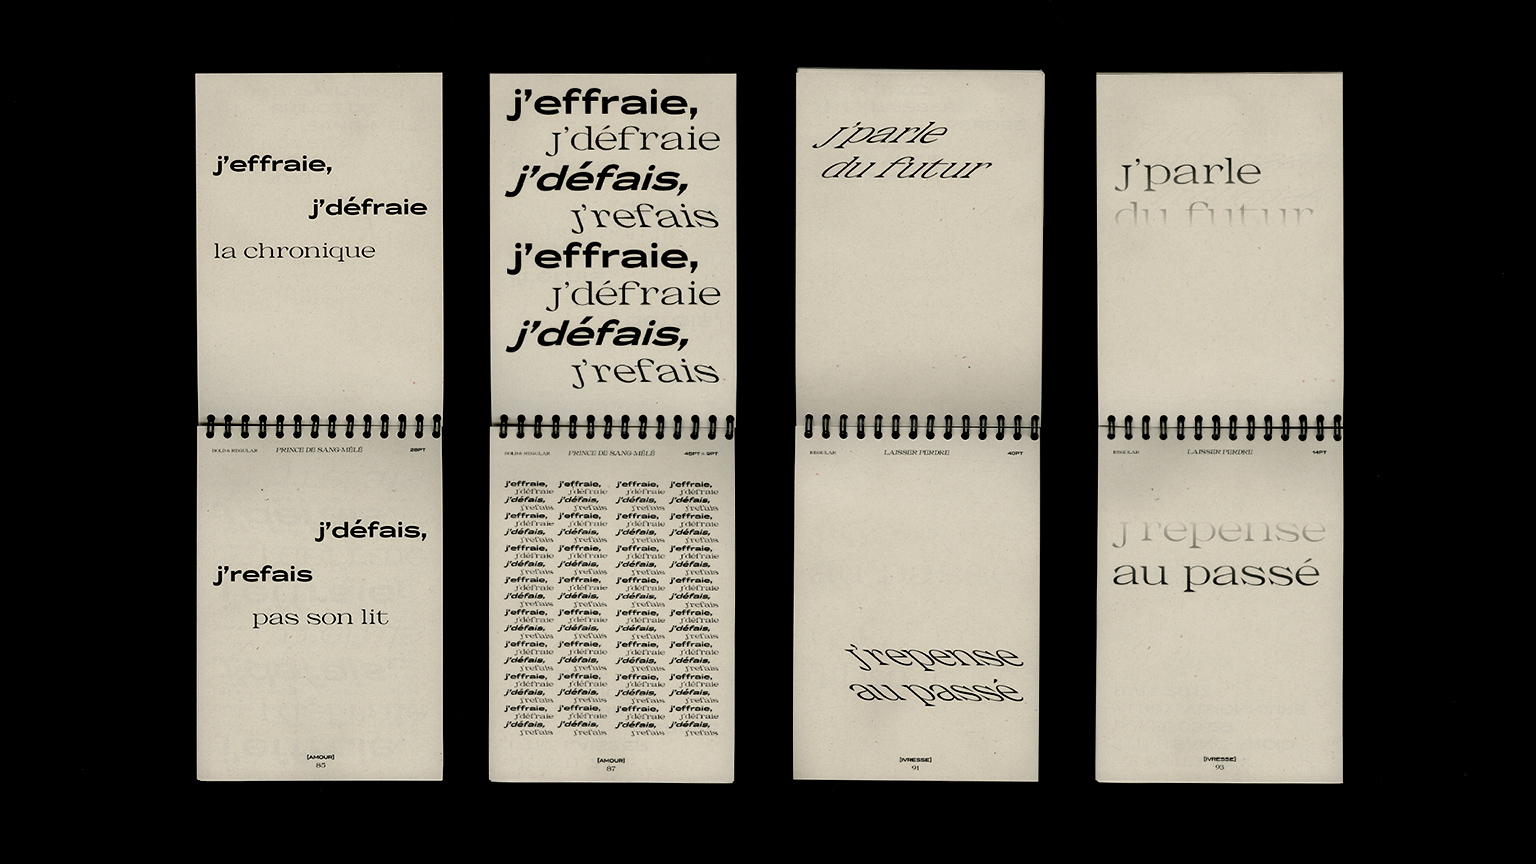 j’effraie,
j’défraie
la chronique
BOLD & REGULAR PRINCE DE SANG-MÊLÉ 28PT
j’défais,
j’refais
pas son lit
[AMOUR]
85
j’effraie,
j’défraie
j’défais,
j’refais
j’effraie,
j’défraie
j’défais,
j’refais
BOLD & REGULAR PRINCE DE SANG-MÊLÉ 45PT & 9PT
j’effraie, j’effraie, j’effraie, j’effraie,
j’défraie j’défraie j’défraie j’défraie
j’défais, j’défais, j’défais, j’défais,
j’refais j’refais j’refais j’refais
j’effraie, j’effraie, j’effraie, j’effraie,
j’défraie j’défraie j’défraie j’défraie
j’défais, j’défais, j’défais, j’défais,
j’refais j’refais j’refais j’refais
j’effraie, j’effraie, j’effraie, j’effraie,
j’défraie j’défraie j’défraie j’défraie
j’défais, j’défais, j’défais, j’défais,
j’refais j’refais j’refais j’refais
j’effraie, j’effraie, j’effraie, j’effraie,
j’défraie j’défraie j’défraie j’défraie
j’défais, j’défais, j’défais, j’défais,
j’refais j’refais j’refais j’refais
j’effraie, j’effraie, j’effraie, j’effraie,
j’défraie j’défraie j’défraie j’défraie
j’défais, j’défais, j’défais, j’défais,
j’refais j’refais j’refais j’refais
j’effraie, j’effraie, j’effraie, j’effraie,
j’défraie j’défraie j’défraie j’défraie
j’défais, j’défais, j’défais, j’défais,
j’refais j’refais j’refais j’refais
j’effraie, j’effraie, j’effraie, j’effraie,
j’défraie j’défraie j’défraie j’défraie
j’défais, j’défais, j’défais, j’défais,
j’refais j’refais j’refais j’refais
j’effraie, j’effraie, j’effraie, j’effraie,
j’défraie j’défraie j’défraie j’défraie
j’défais, j’défais, j’défais, j’défais,
j’refais j’refais j’refais j’refais
[AMOUR]
87
j’parle
du futur
REGULAR LAISSER PERDRE 40PT
j’repense
au passé
[IVRESSE]
91
j’parle
du futur
REGULAR LAISSER PERDRE 14PT
j’repense
au passé
[IVRESSE]
93